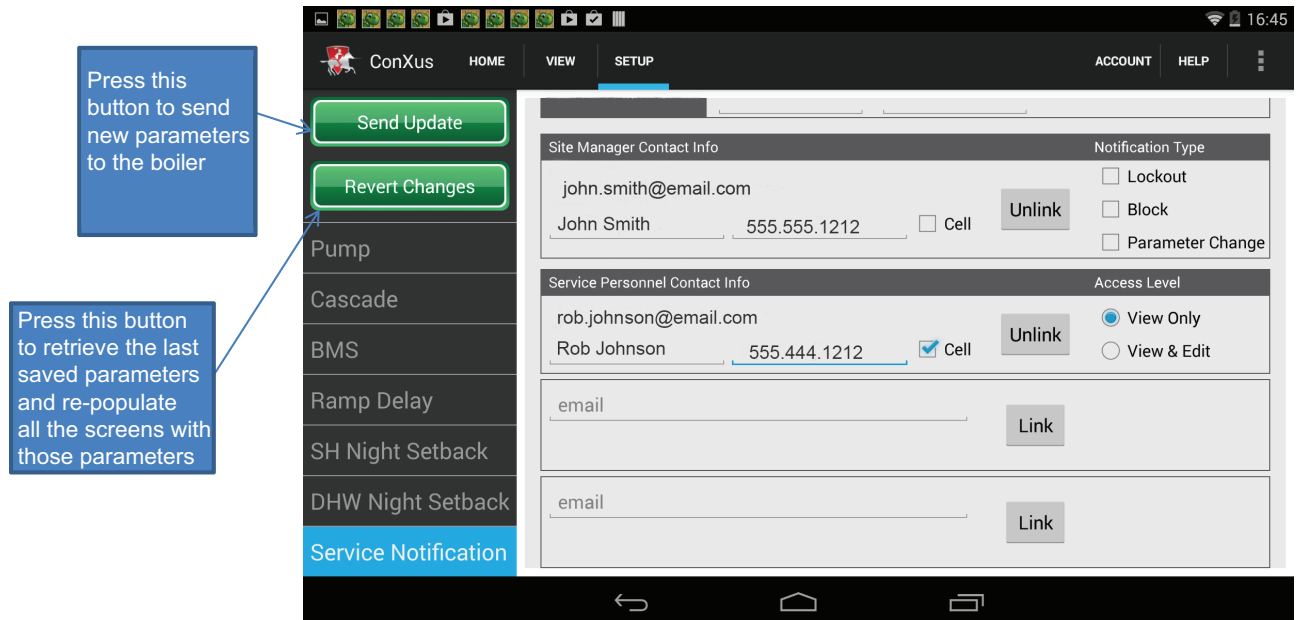 16:45
ConXus HOME VIEW SETUP ACCOUNT HELP
Press this
button to send
new parameters
to the boiler
Press this button
to retrieve the last
saved parameters
and re-populate
all the screens with
those parameters
Send Update
Revert Changes
Pump
Cascade
BMS
Ramp Delay
SH Night Setback
DHW Night Setback
Service Notification
Site Manager Contact Info Notification Type
john.smith@email.com
John Smith 555.555.1212 Cell Unlink
Lockout
Block
Parameter Change
Service Personnel Contact Info Access Level
rob.johnson@email.com
Rob Johnson 555.444.1212 Cell Unlink
View Only
View & Edit
email
Link
email
Link